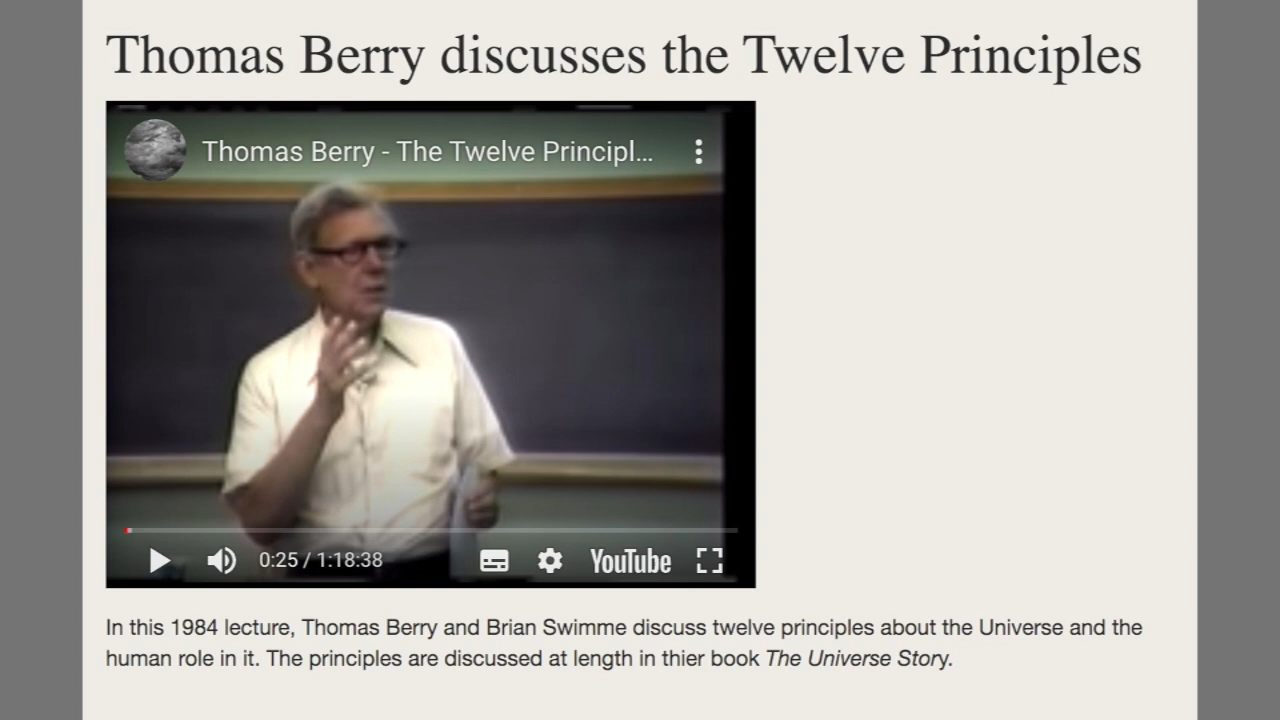 Thomas Berry discusses the Twelve Principles
Thomas Berry - The Twelve Principl...
0:25 / 1:18:38
YouTube
In this 1984 lecture, Thomas Berry and Brian Swimme discuss twelve principles about the Universe and the
human role in it. The principles are discussed at length in thier book The Universe Story.